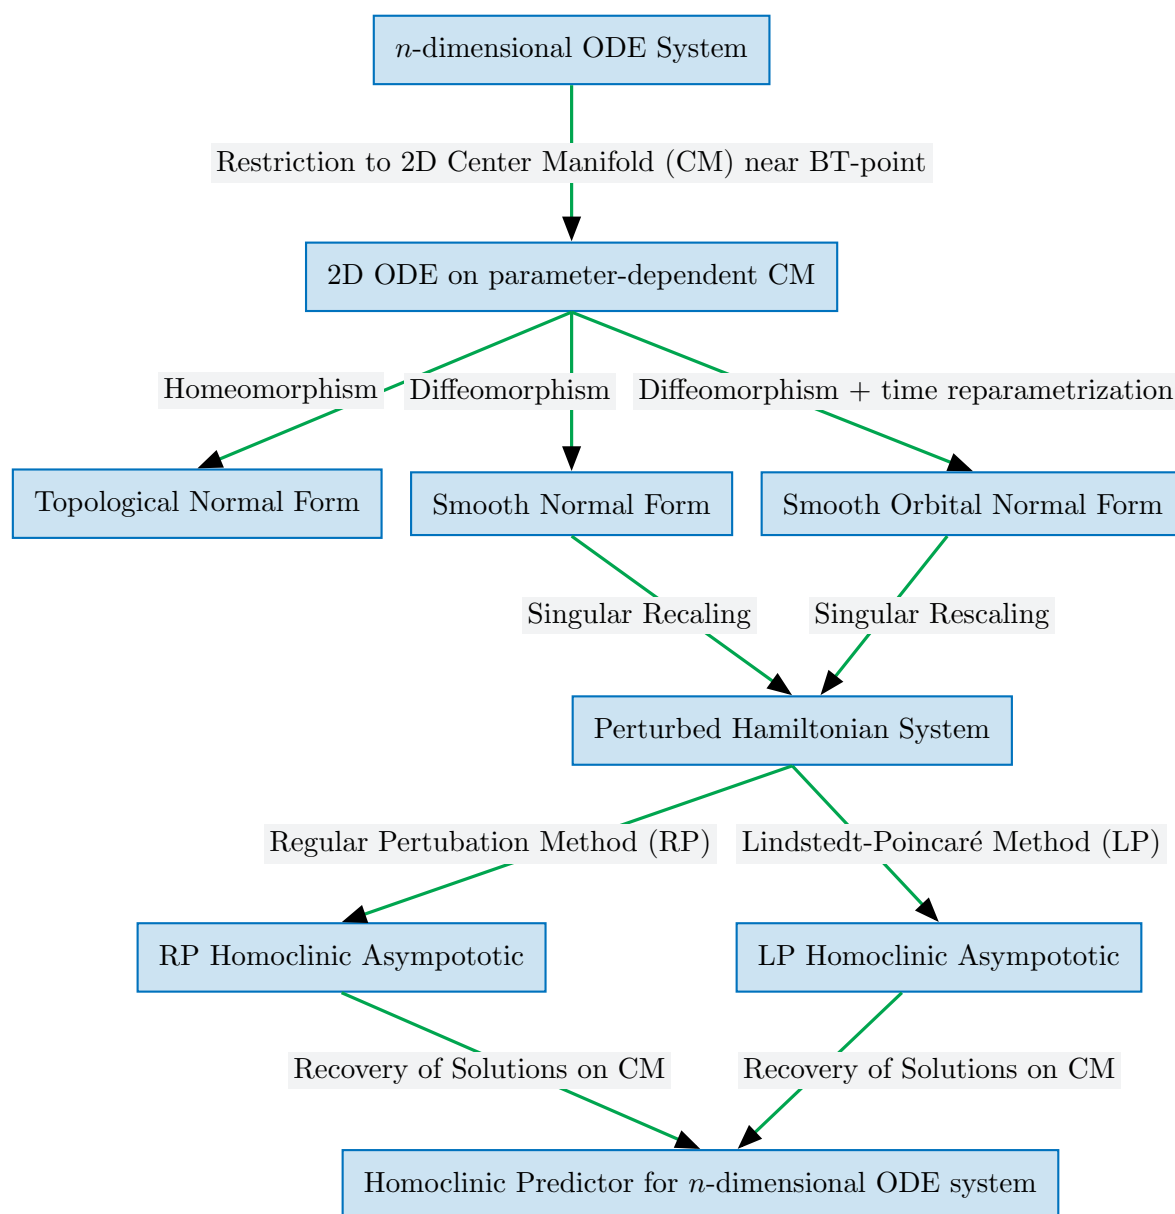 n-dimensional ODE System
Restriction to 2D Center Manifold (CM) near BT-point
2D ODE on parameter-dependent CM
Homeomorphism
Diffeomorphism
Diffeomorphism + time reparametrization
Topological Normal Form
Smooth Normal Form
Smooth Orbital Normal Form
Singular Recaling
Singular Rescaling
Perturbed Hamiltonian System
Regular Pertubation Method (RP)
Lindstedt-Poincaré Method (LP)
RP Homoclinic Asympototic
LP Homoclinic Asympototic
Recovery of Solutions on CM
Recovery of Solutions on CM
Homoclinic Predictor for n-dimensional ODE system